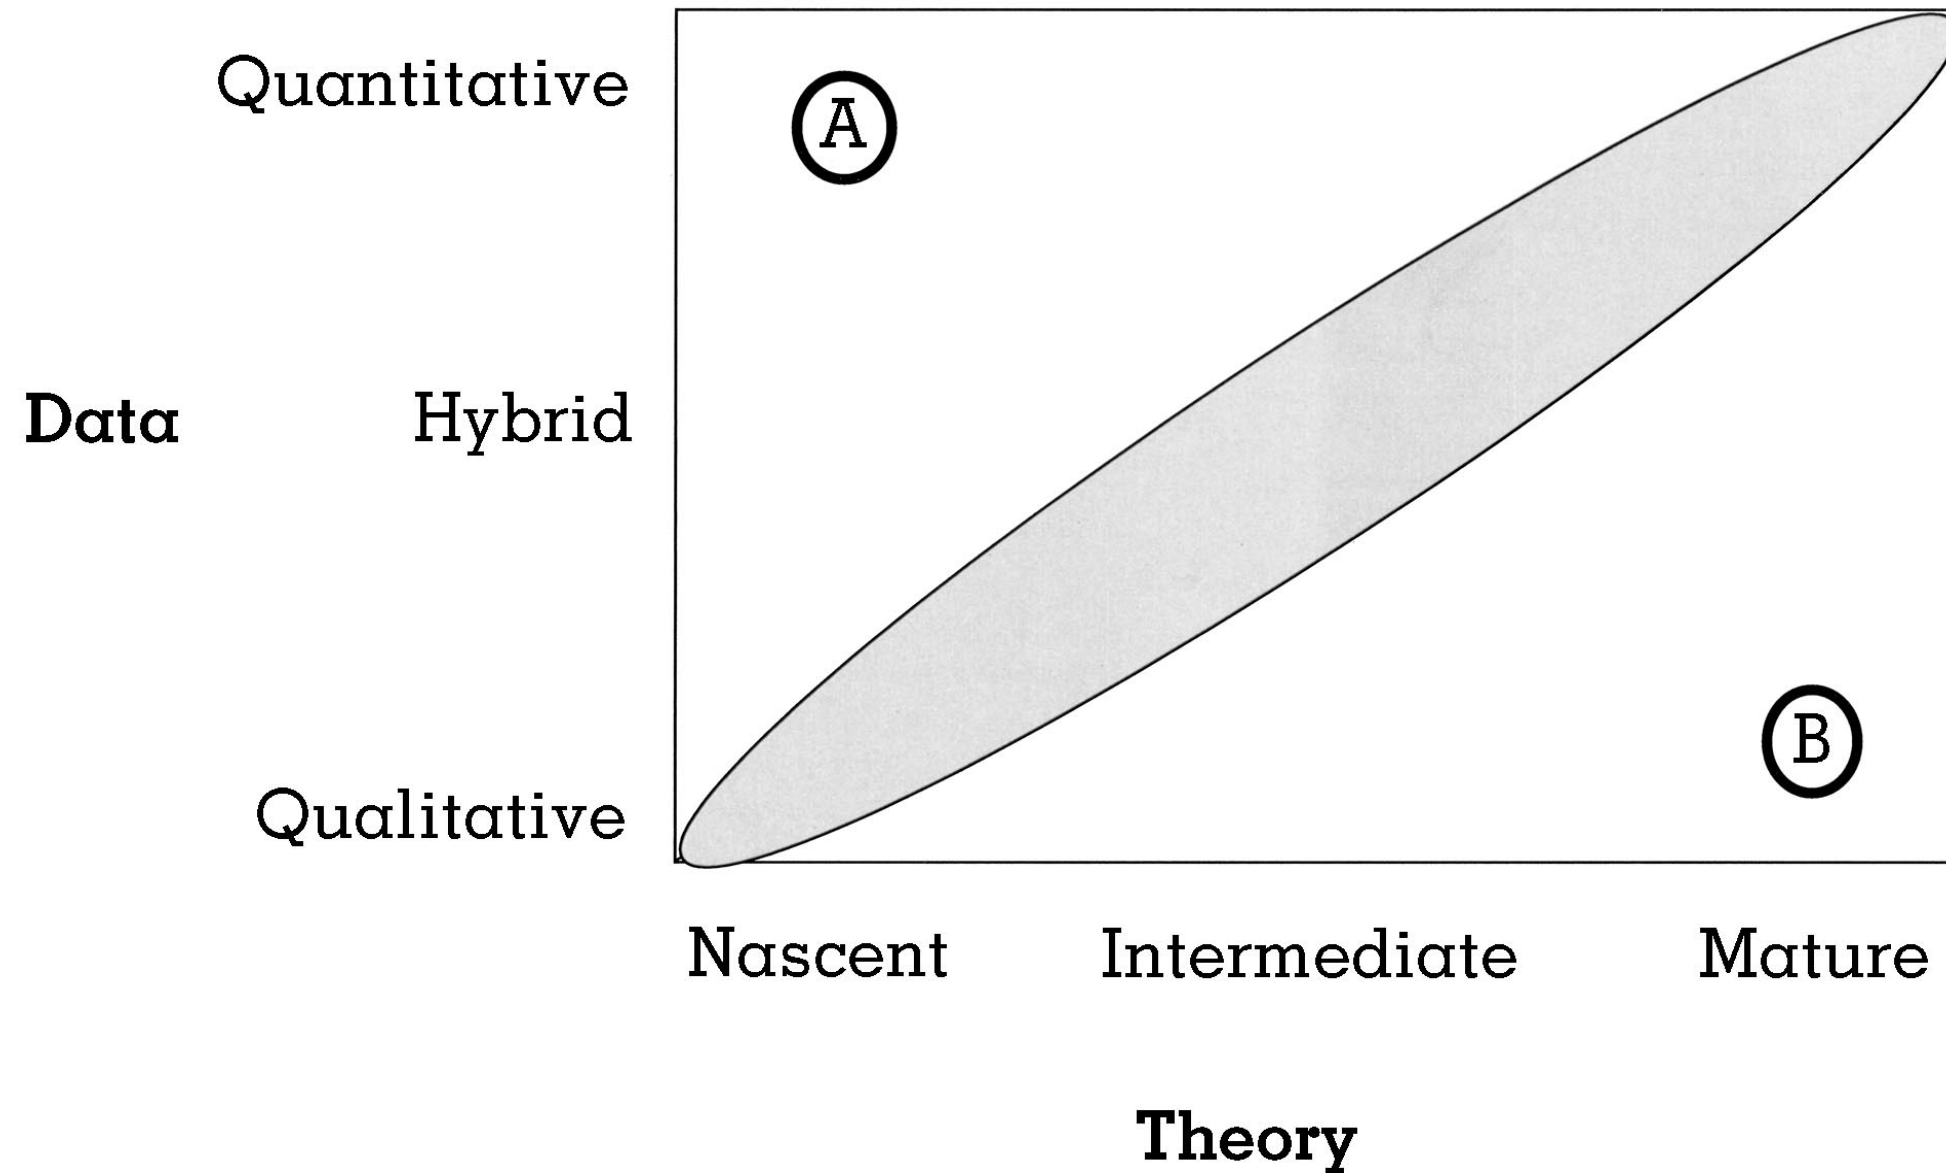 Quantitative
A
Data
Hybrid
B
Qualitative
Nascent
Intermediate
Mature
Theory